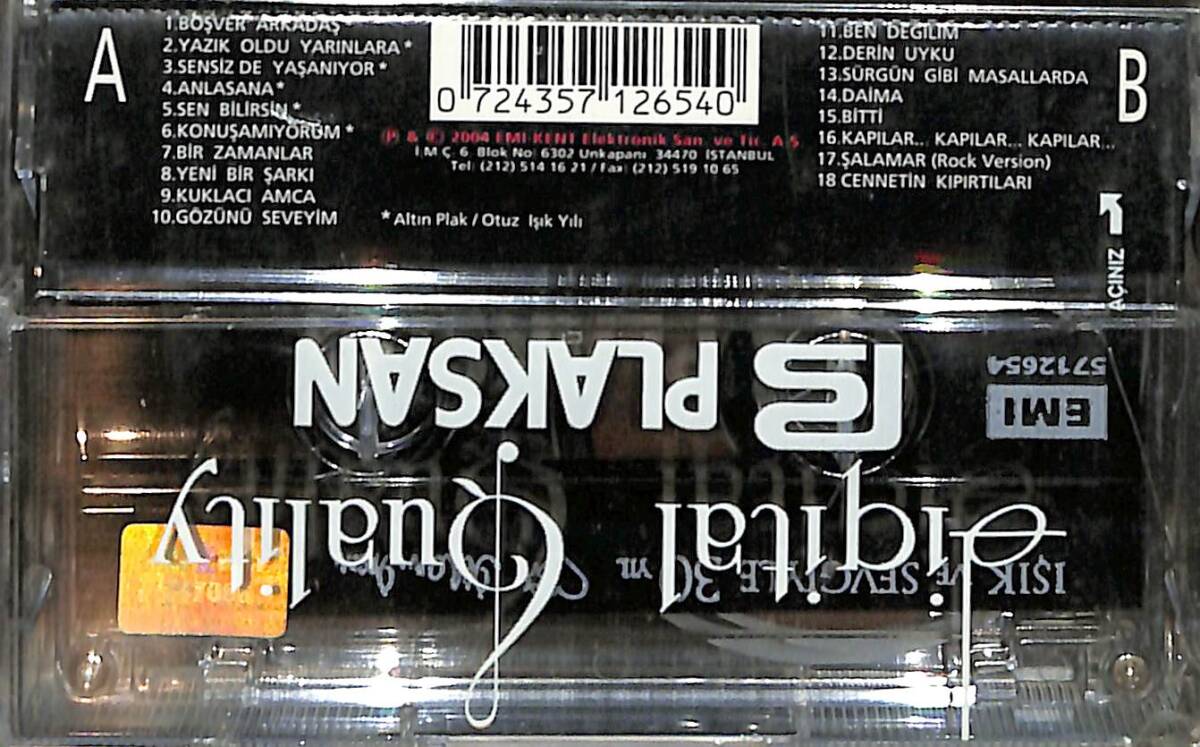 A
1.BOŞVER ARKADAŞ
2.YAZIK OLDU YARINLARA*
3.SENSİZ DE YAŞANIYOR*
4.ANLASANA*
5.SEN BİLİRSİN*
6.KONUŞAMIYORUM*
7.BİR ZAMANLAR
8.YENİ BİR ŞARKI
9.KUKLACI AMCA
10.GÖZÜNÜ SEVEYİM
0 724357 126540
℗ & © 2004 EMI-KENT Elektronik San. ve Tic. A.Ş
İ.M.Ç. 6. Blok No: 6302 Unkapanı 34470 İSTANBUL
Tel: (212) 514 16 21 / Fax: (212) 519 10 65
*Altın Plak / Otuz Işık Yılı
11.BEN DEĞİLİM
12.DERİN UYKU
13.SÜRGÜN GİBİ MASALLARDA
14.DAİMA
15.BİTTİ
16.KAPILAR... KAPILAR... KAPILAR...
17.ŞALAMAR (Rock Version)
18 CENNETİN KIPIRTILARI
B
AÇINIZ
PLAKSAN
EMI
5712654
Digital Quality
IŞIK VE SEVGİYLE 30 YIL